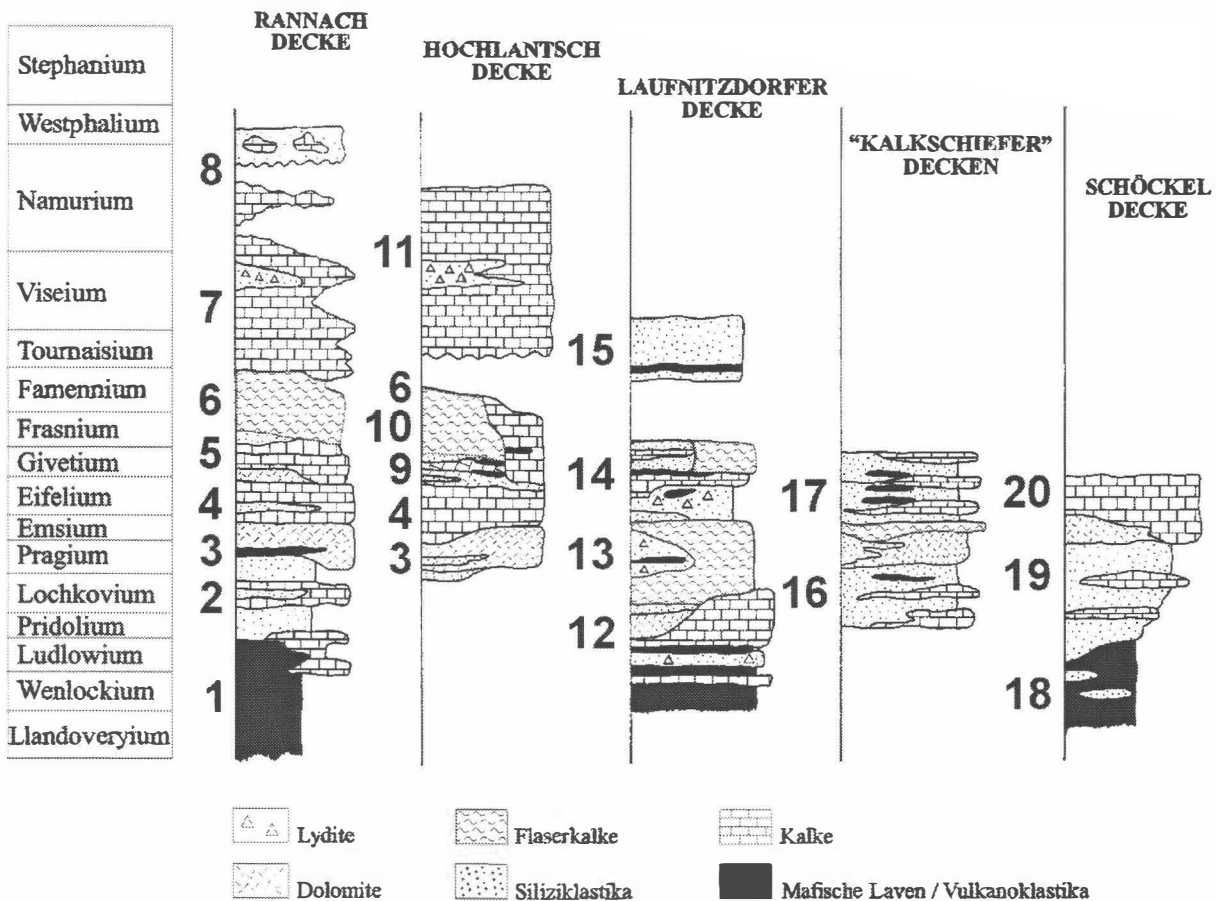 RANNACH
DECKE
HOCHLANTSCH
DECKE
LAUFNITZDORFER
DECKE
“KALKSCHIEFER”
DECKEN
SCHÖCKEL
DECKE
Stephanium
Westphalium
Namurium
Viseium
Tournaisium
Famennium
Frasnium
Givetium
Eifelium
Emsium
Pragium
Lochkovium
Pridolium
Ludlowium
Wenlockium
Llandoveryium
8
7
6
5
4
3
2
1
11
6
10
9
4
3
15
14
13
12
17
16
20
19
18
Lydite
Flaserkalke
Kalke
Dolomite
Siliziklastika
Mafische Laven / Vulkanoklastika